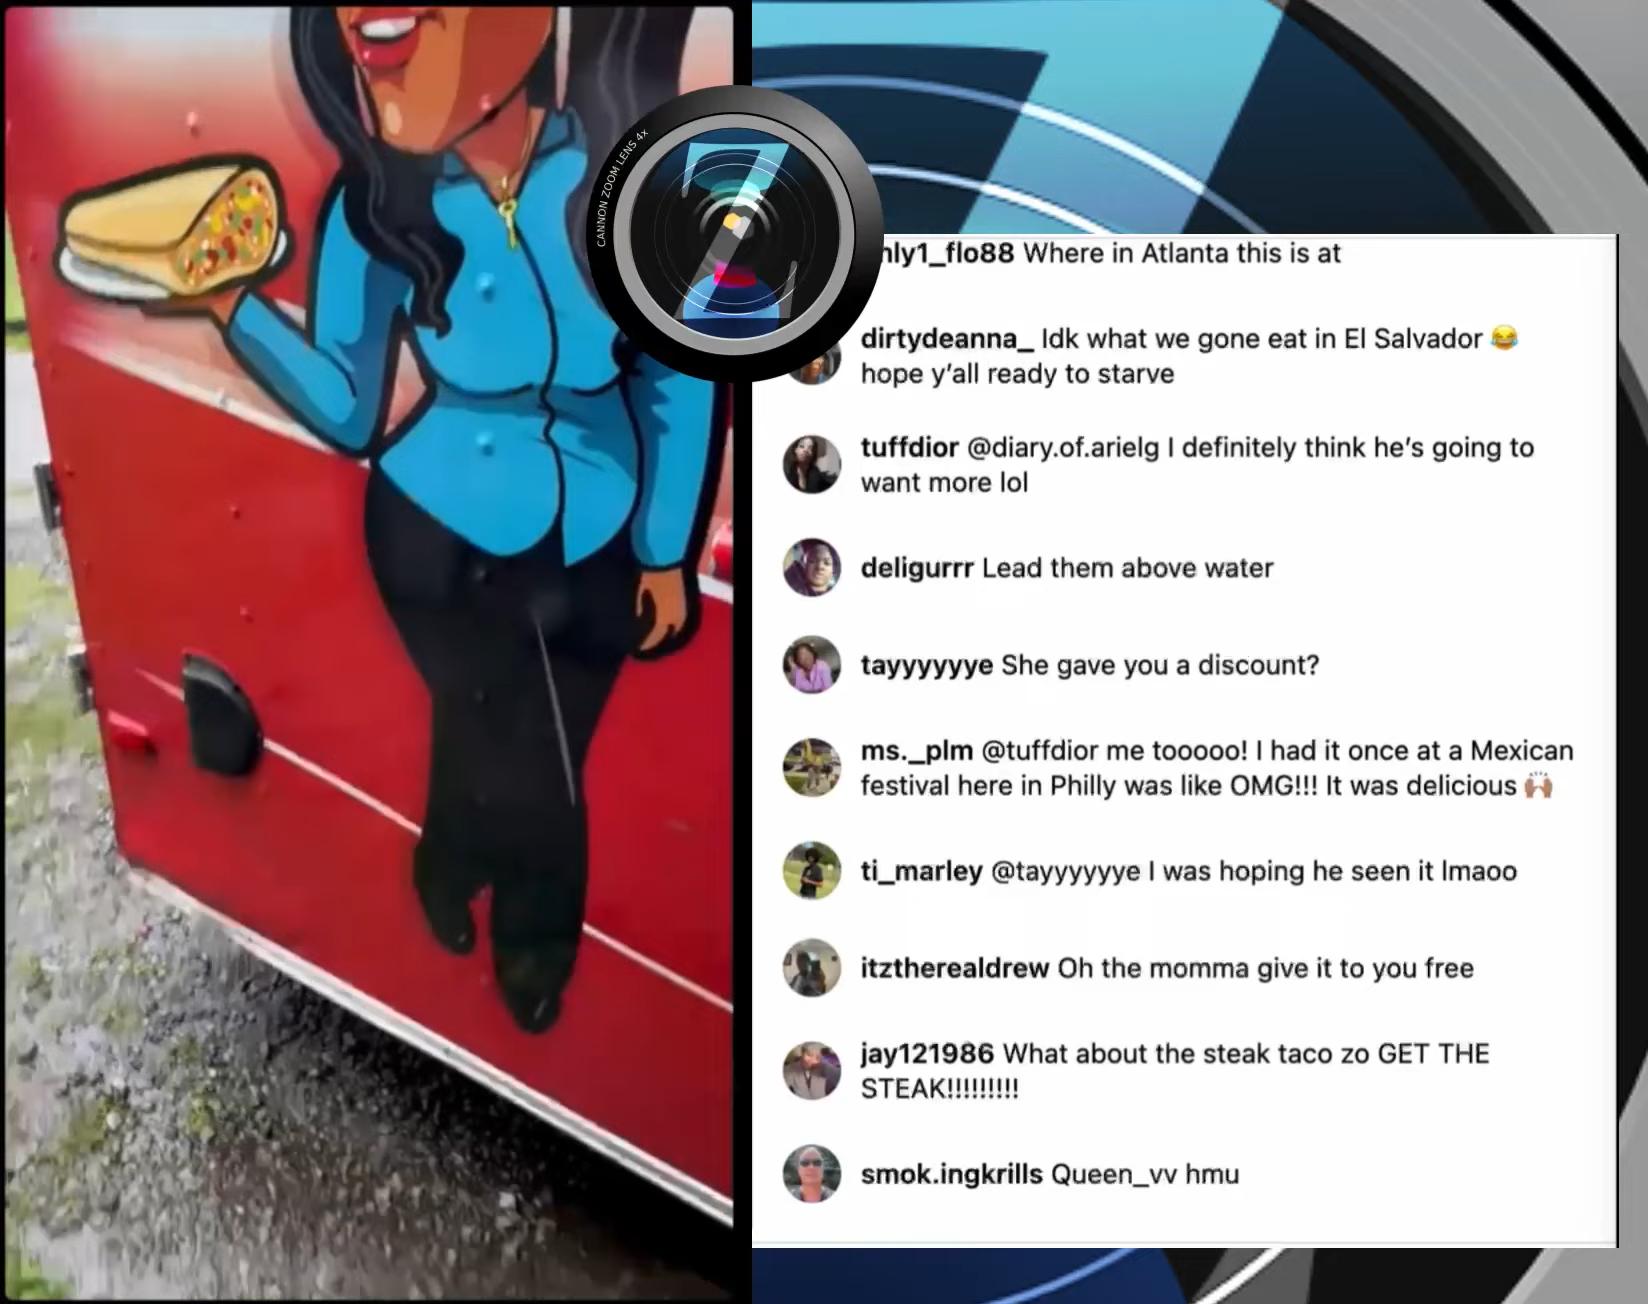 CANNON ZOOM LENS 4x
nly1_flo88 Where in Atlanta this is at
dirtydeanna_ Idk what we gone eat in El Salvador 😂
hope y'all ready to starve
tuffdior @diary.of.arielg I definitely think he's going to
want more lol
deligurrr Lead them above water
tayyyyyye She gave you a discount?
ms._plm @tuffdior me tooooo! I had it once at a Mexican
festival here in Philly was like OMG!!! It was delicious 🙌🏽
ti_marley @tayyyyyye I was hoping he seen it lmaoo
itztherealdrew Oh the momma give it to you free
jay121986 What about the steak taco zo GET THE
STEAK!!!!!!!!!
smok.ingkrills Queen_vv hmu